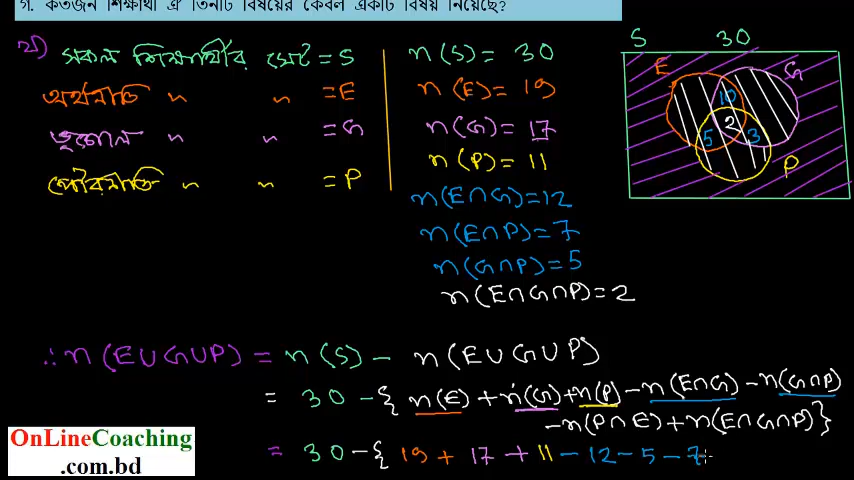 গ. কতজন শিক্ষার্থী ঐ তিনটি বিষয়ের কেবল একটি বিষয় নিয়েছে?
খ) সকল শিক্ষার্থীর সেট = S
অর্থনীতি " " = E
ভূগোল " " = G
পৌরনীতি " " = P
n(S) = 30
n(E) = 19
n(G) = 17
n(P) = 11
n(E∩G) = 12
n(E∩P) = 7
n(G∩P) = 5
n(E∩G∩P) = 2
S 30
E G
10
2
5 3
P
∴ n(E∪G∪P) = n(S) − n(E∪G∪P)
= 30 − { n(E) + n(G) + n(P) − n(E∩G) − n(G∩P)
− n(P∩E) + n(E∩G∩P) }
= 30 − { 19 + 17 + 11 − 12 − 5 − 7
OnLineCoaching
.com.bd